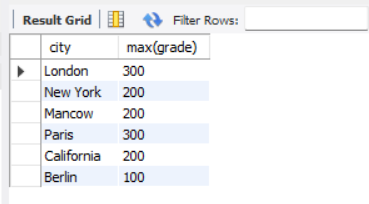 Result Grid Filter Rows:
city max(grade)
London 300
New York 200
Mancow 200
Paris 300
California 200
Berlin 100